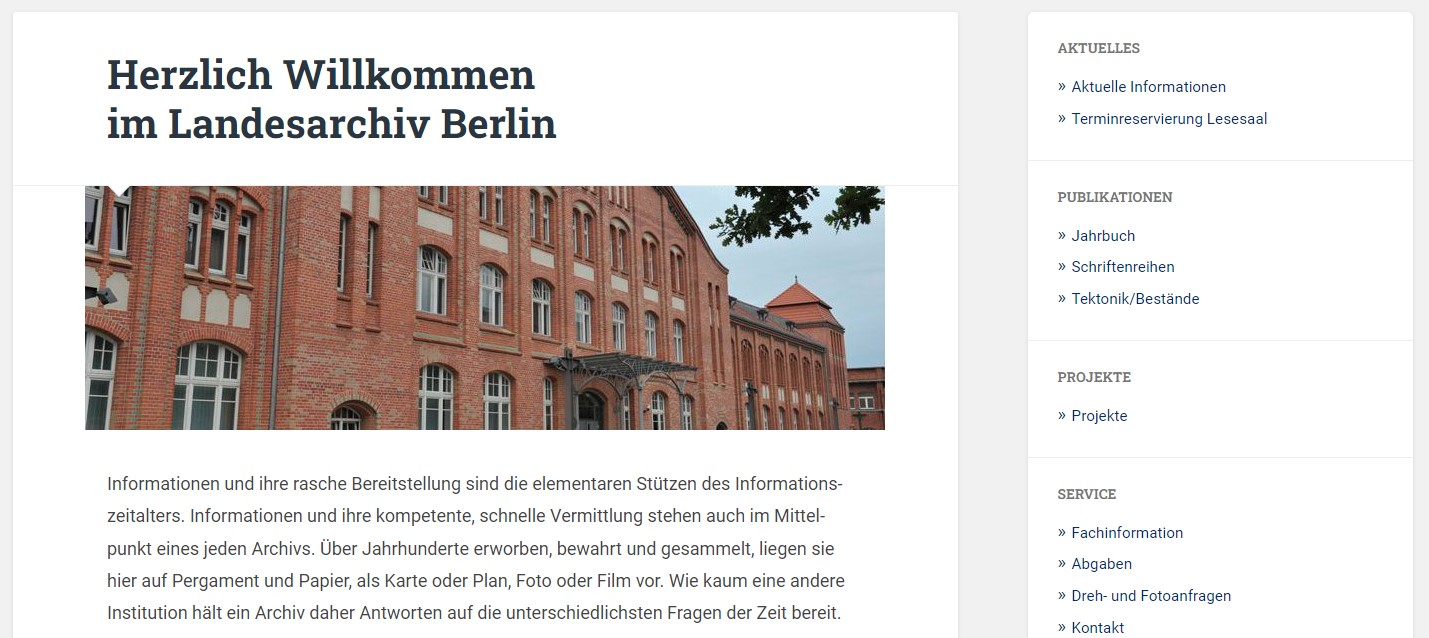 Herzlich Willkommen
im Landesarchiv Berlin
Informationen und ihre rasche Bereitstellung sind die elementaren Stützen des Informations-
zeitalters. Informationen und ihre kompetente, schnelle Vermittlung stehen auch im Mittel-
punkt eines jeden Archivs. Über Jahrhunderte erworben, bewahrt und gesammelt, liegen sie
hier auf Pergament und Papier, als Karte oder Plan, Foto oder Film vor. Wie kaum eine andere
Institution hält ein Archiv daher Antworten auf die unterschiedlichsten Fragen der Zeit bereit.
AKTUELLES
» Aktuelle Informationen
» Terminreservierung Lesesaal
PUBLIKATIONEN
» Jahrbuch
» Schriftenreihen
» Tektonik/Bestände
PROJEKTE
» Projekte
SERVICE
» Fachinformation
» Abgaben
» Dreh- und Fotoanfragen
» Kontakt